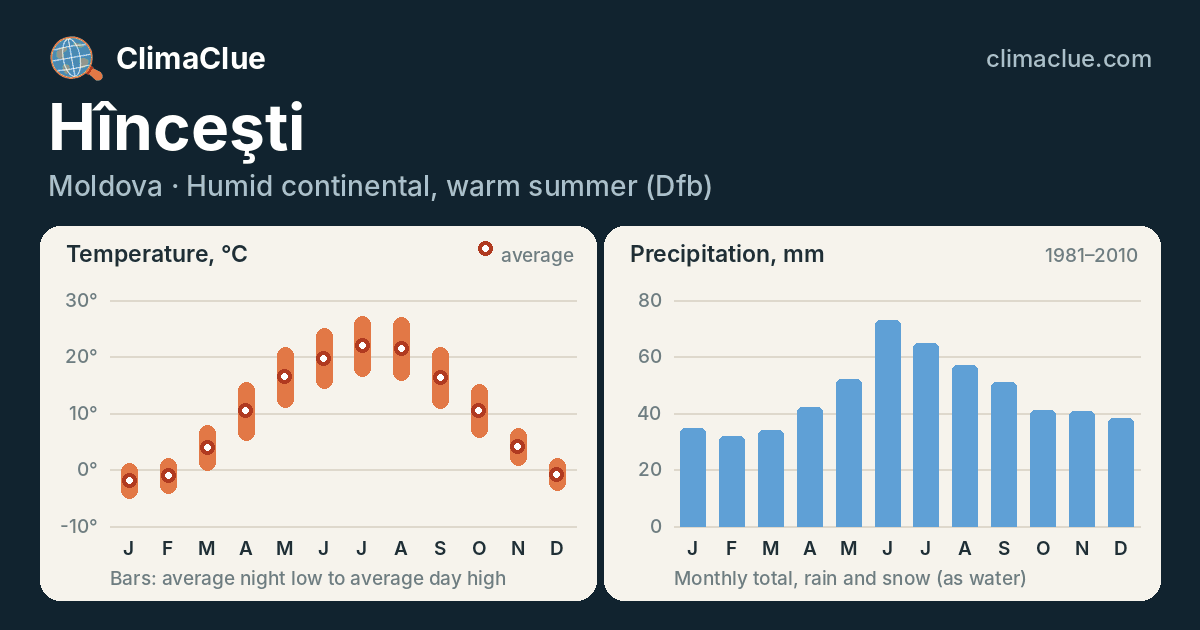 ClimaClue
climaclue.com
Hînceşti
Moldova · Humid continental, warm summer (Dfb)
Temperature, °C
average
30°
20°
10°
0°
-10°
J F M A M J J A S O N D
Bars: average night low to average day high
Precipitation, mm
1981–2010
80
60
40
20
0
J F M A M J J A S O N D
Monthly total, rain and snow (as water)